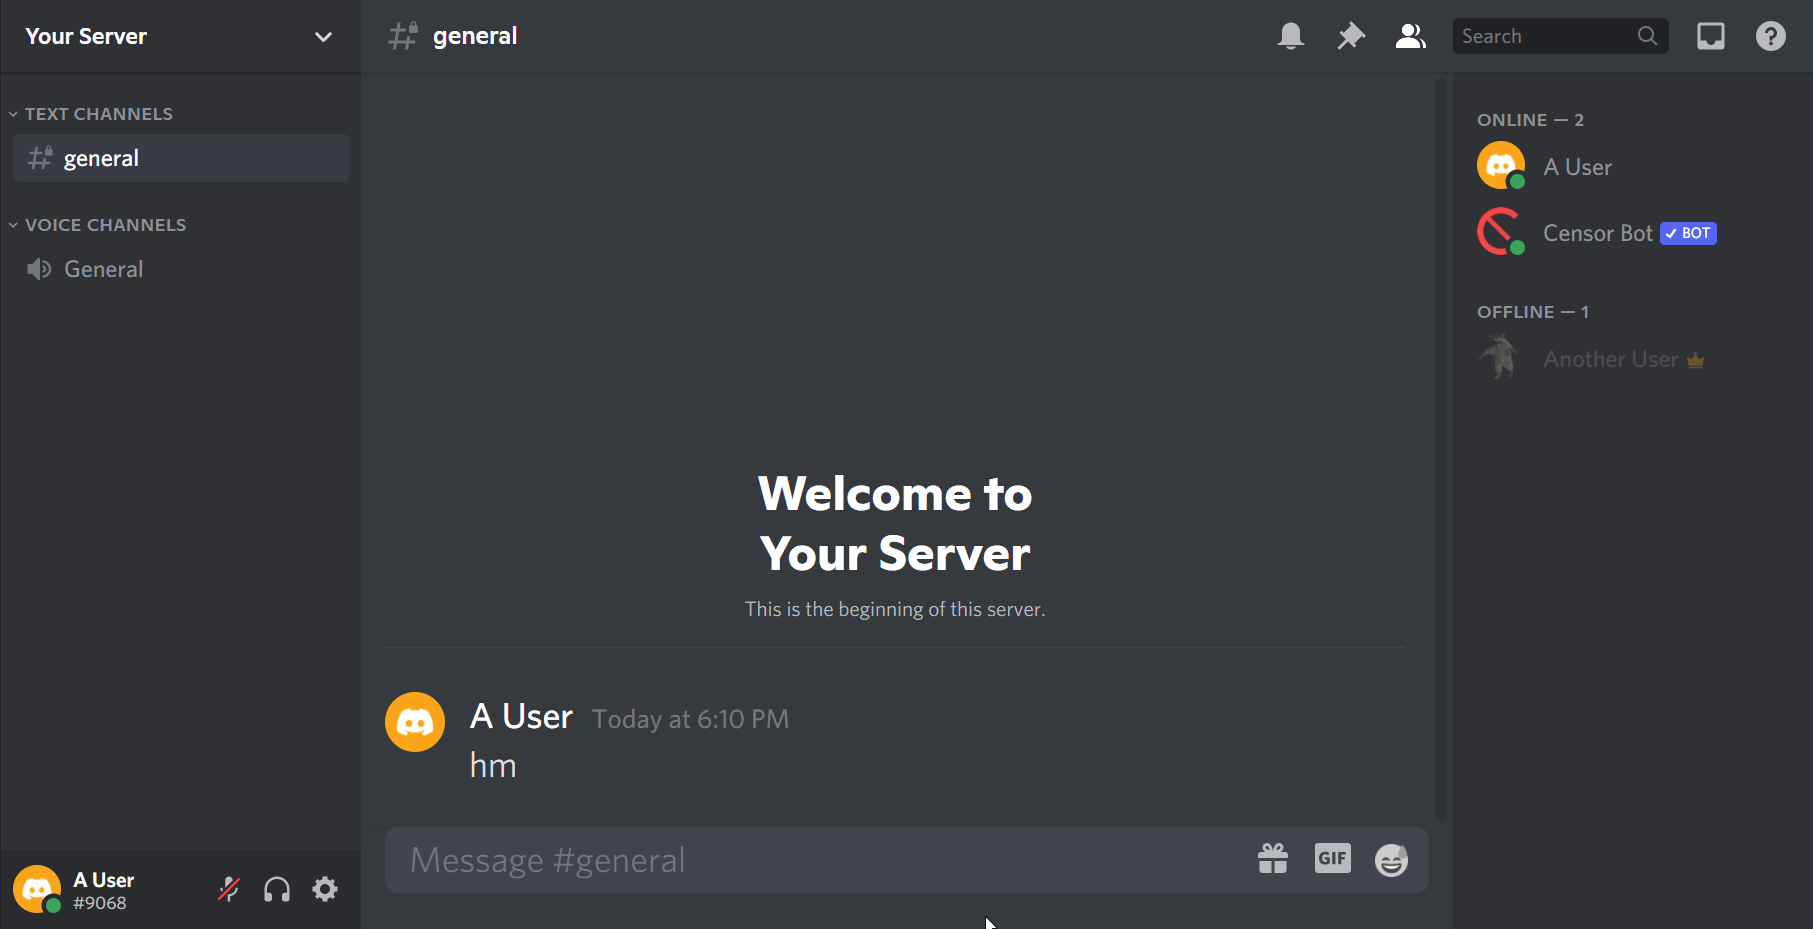 Your Server
general
Search
TEXT CHANNELS
general
VOICE CHANNELS
General
Welcome to
Your Server
This is the beginning of this server.
A User Today at 6:10 PM
hm
Message #general
GIF
A User
#9068
ONLINE — 2
A User
Censor Bot BOT
OFFLINE — 1
Another User